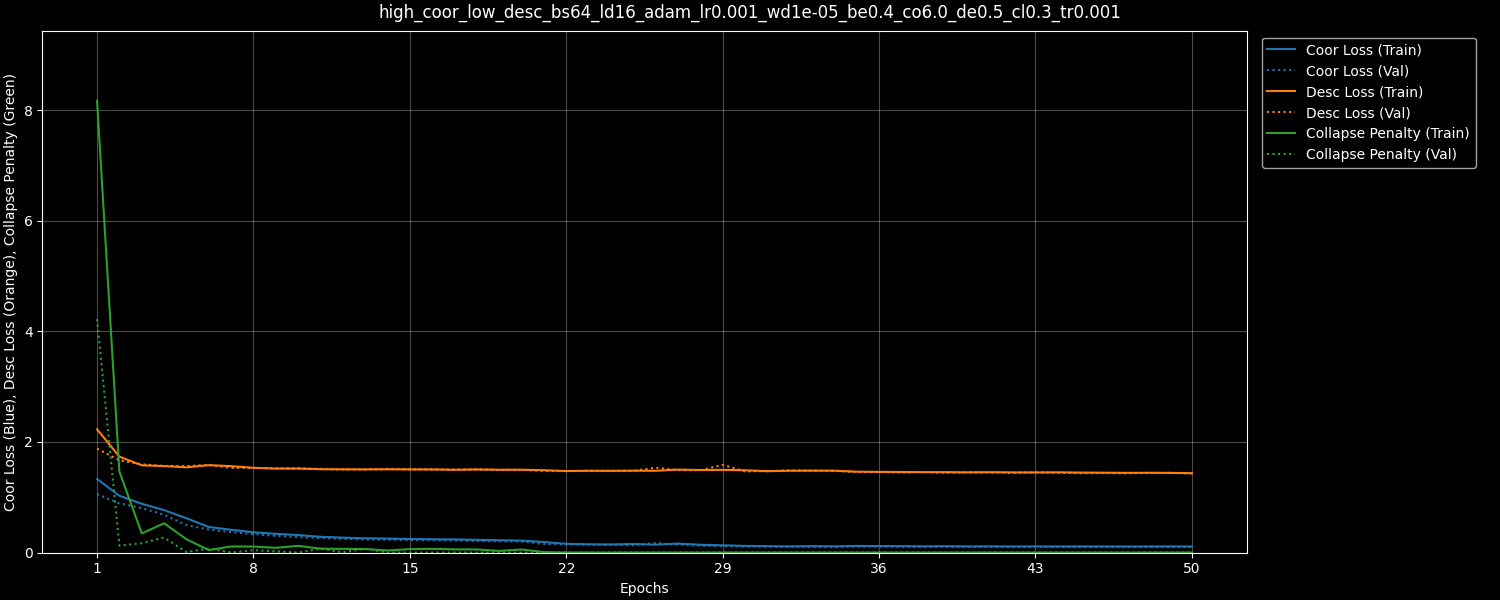 high_coor_low_desc_bs64_ld16_adam_lr0.001_wd1e-05_be0.4_co6.0_de0.5_cl0.3_tr0.001
Coor Loss (Blue), Desc Loss (Orange), Collapse Penalty (Green)
8
6
4
2
0
1 8 15 22 29 36 43 50
Epochs
Coor Loss (Train)
Coor Loss (Val)
Desc Loss (Train)
Desc Loss (Val)
Collapse Penalty (Train)
Collapse Penalty (Val)